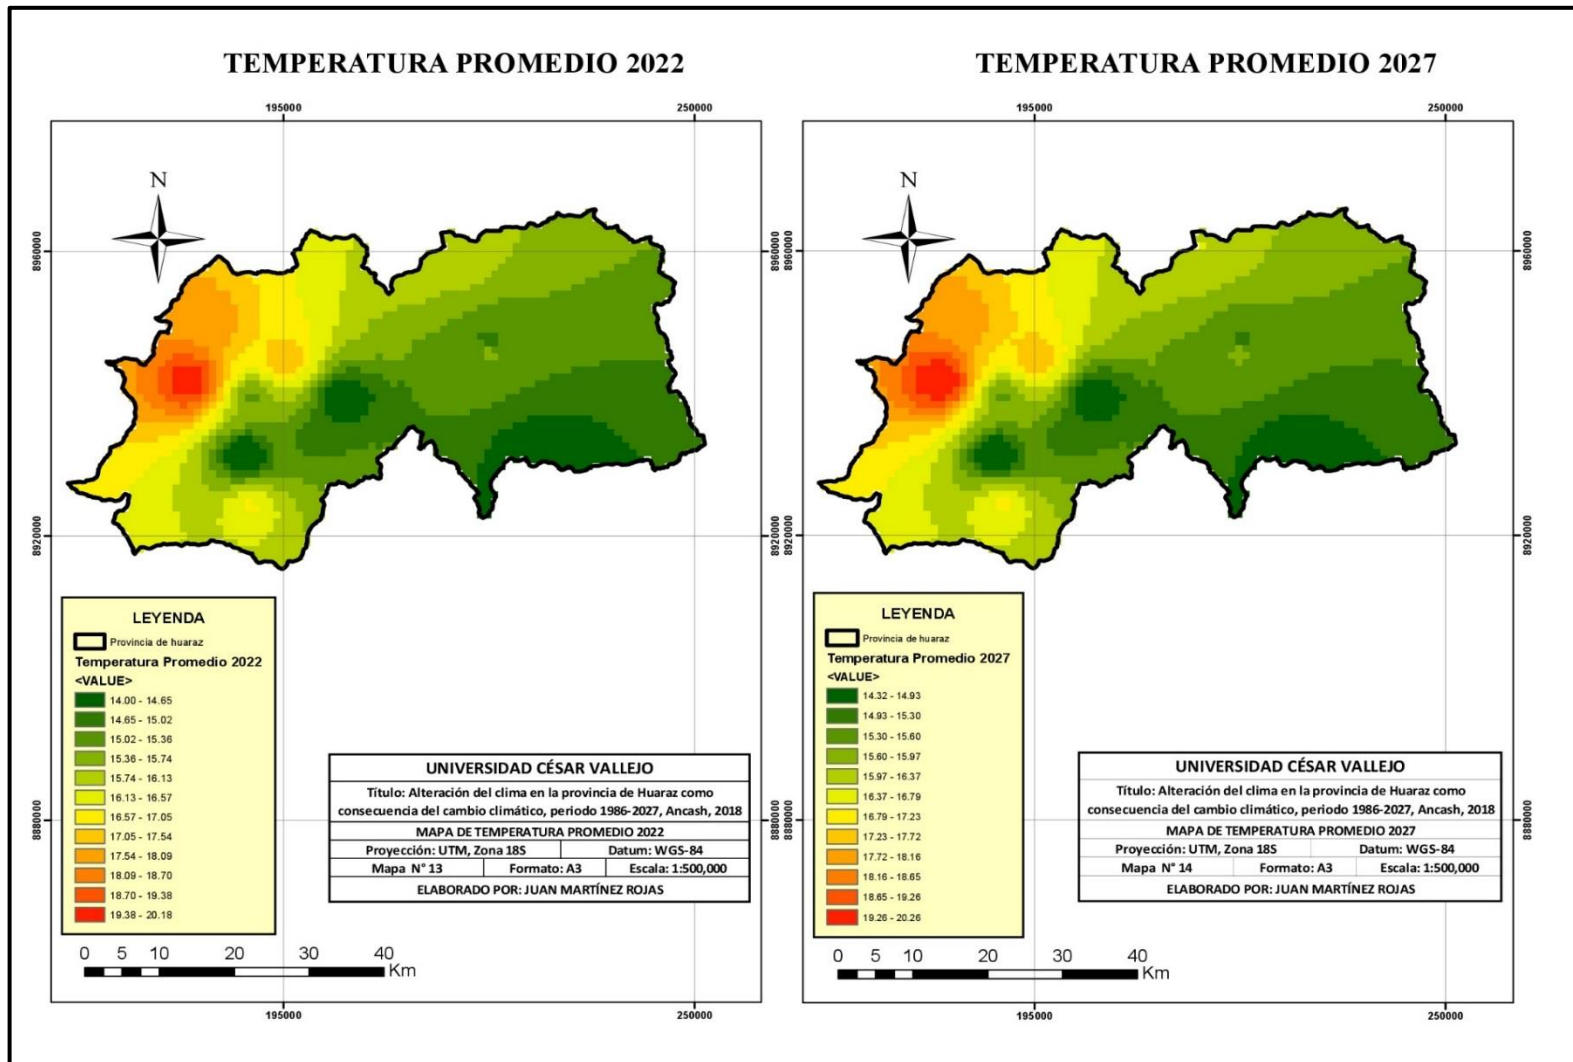 TEMPERATURA PROMEDIO 2022
195000
250000
N
8960000
8960000
8920000
8920000
8880000
8880000
LEYENDA
Provincia de huaraz
Temperatura Promedio 2022
<VALUE>
14.00 - 14.65
14.65 - 15.02
15.02 - 15.36
15.36 - 15.74
15.74 - 16.13
16.13 - 16.57
16.57 - 17.05
17.05 - 17.54
17.54 - 18.09
18.09 - 18.70
18.70 - 19.38
19.38 - 20.18
UNIVERSIDAD CÉSAR VALLEJO
Título: Alteración del clima en la provincia de Huaraz como
consecuencia del cambio climático, periodo 1986-2027, Ancash, 2018
MAPA DE TEMPERATURA PROMEDIO 2022
Proyección: UTM, Zona 18S Datum: WGS-84
Mapa N° 13 Formato: A3 Escala: 1:500,000
ELABORADO POR: JUAN MARTÍNEZ ROJAS
0 5 10 20 30 40
Km
195000
250000
TEMPERATURA PROMEDIO 2027
195000
250000
N
8960000
8960000
8920000
8920000
8880000
8880000
LEYENDA
Provincia de huaraz
Temperatura Promedio 2027
<VALUE>
14.32 - 14.93
14.93 - 15.30
15.30 - 15.60
15.60 - 15.97
15.97 - 16.37
16.37 - 16.79
16.79 - 17.23
17.23 - 17.72
17.72 - 18.16
18.16 - 18.65
18.65 - 19.26
19.26 - 20.26
UNIVERSIDAD CÉSAR VALLEJO
Título: Alteración del clima en la provincia de Huaraz como
consecuencia del cambio climático, periodo 1986-2027, Ancash, 2018
MAPA DE TEMPERATURA PROMEDIO 2027
Proyección: UTM, Zona 18S Datum: WGS-84
Mapa N° 14 Formato: A3 Escala: 1:500,000
ELABORADO POR: JUAN MARTÍNEZ ROJAS
0 5 10 20 30 40
Km
195000
250000